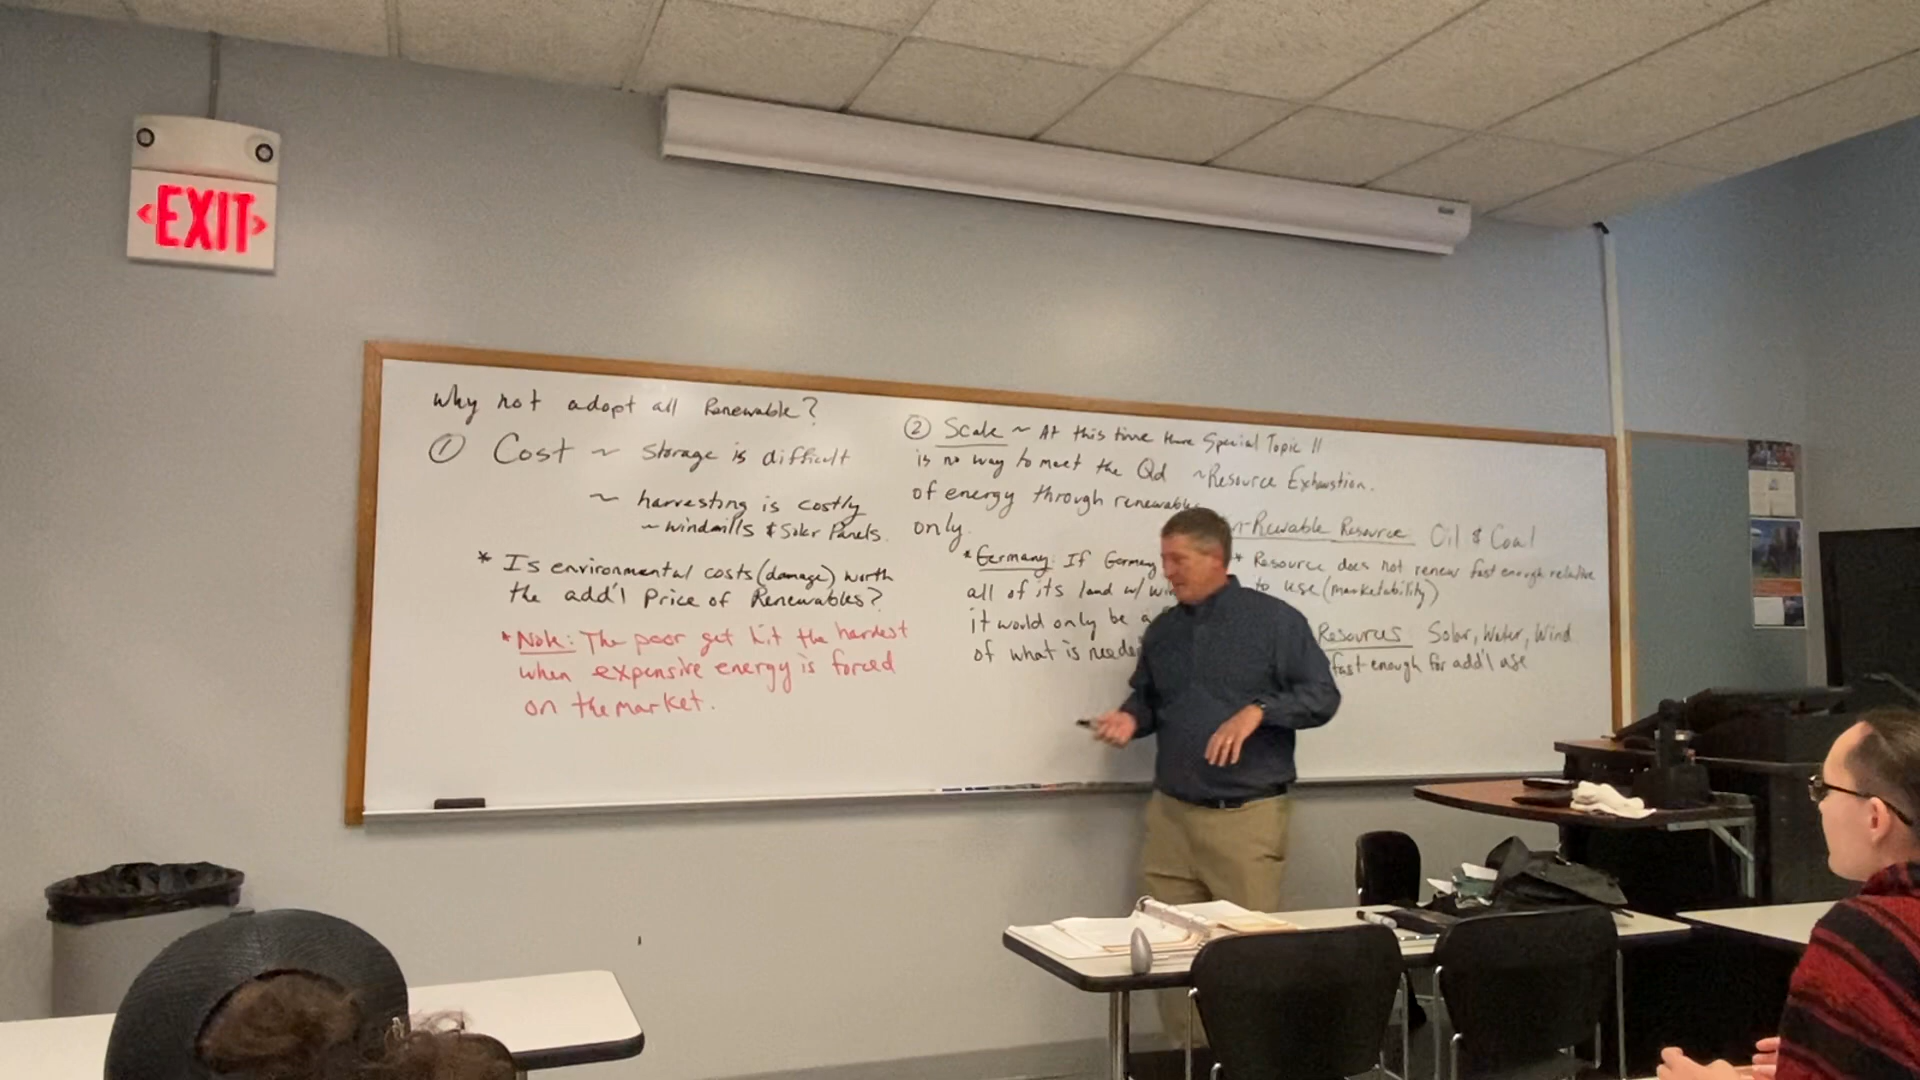 EXIT
Why not adopt all Renewable?
① Cost ~ Storage is difficult
~ harvesting is costly
~ windmills & Solar Panels.
* Is environmental costs (damage) worth
the add'l Price of Renewables?
* Note: The poor get hit the hardest
when expensive energy is forced
on the market.
② Scale ~ At this time there
is no way to meet the Qd
of energy through renewables
only.
* Germany: If Germany
all of its land w/
it would only be a
of what is
Special Topic 11
~Resource Exhaustion.
n-Rewable Resource Oil & Coal
* Resource does not renew fast enough relative
to use (marketability)
Resources Solar, Water, Wind
fast enough for add'l use